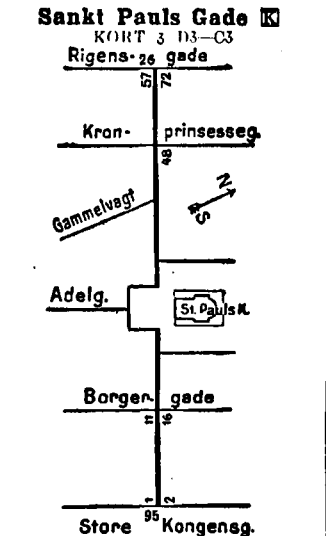 Sankt Pauls Gade K
KORT 3 D3—C3
Rigens- 26 gade
57 72
Kron- prinsesseg.
48
N
Gammelvagt
S
Adelg.
St. Pauls K.
Borger- gade
11 16
1 2
95
Store Kongensg.